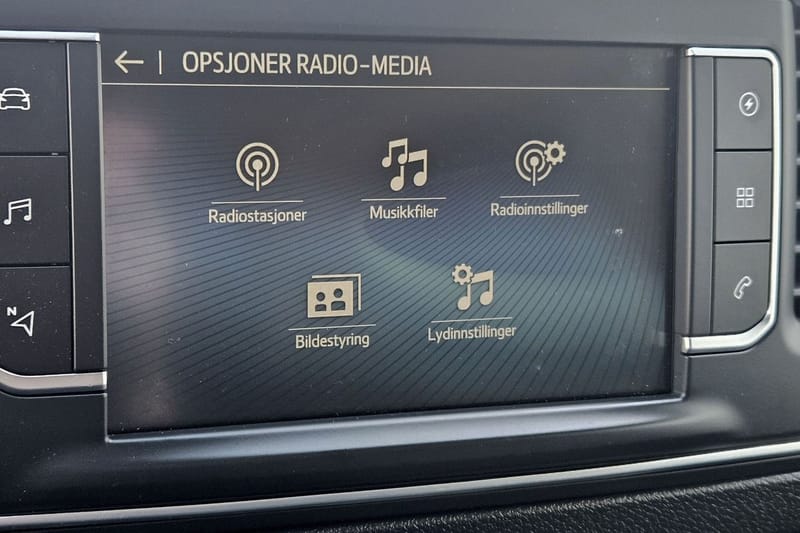 OPSJONER RADIO-MEDIA
Radiostasjoner
Musikkfiler
Radioinnstillinger
Bildestyring
Lydinnstillinger
N